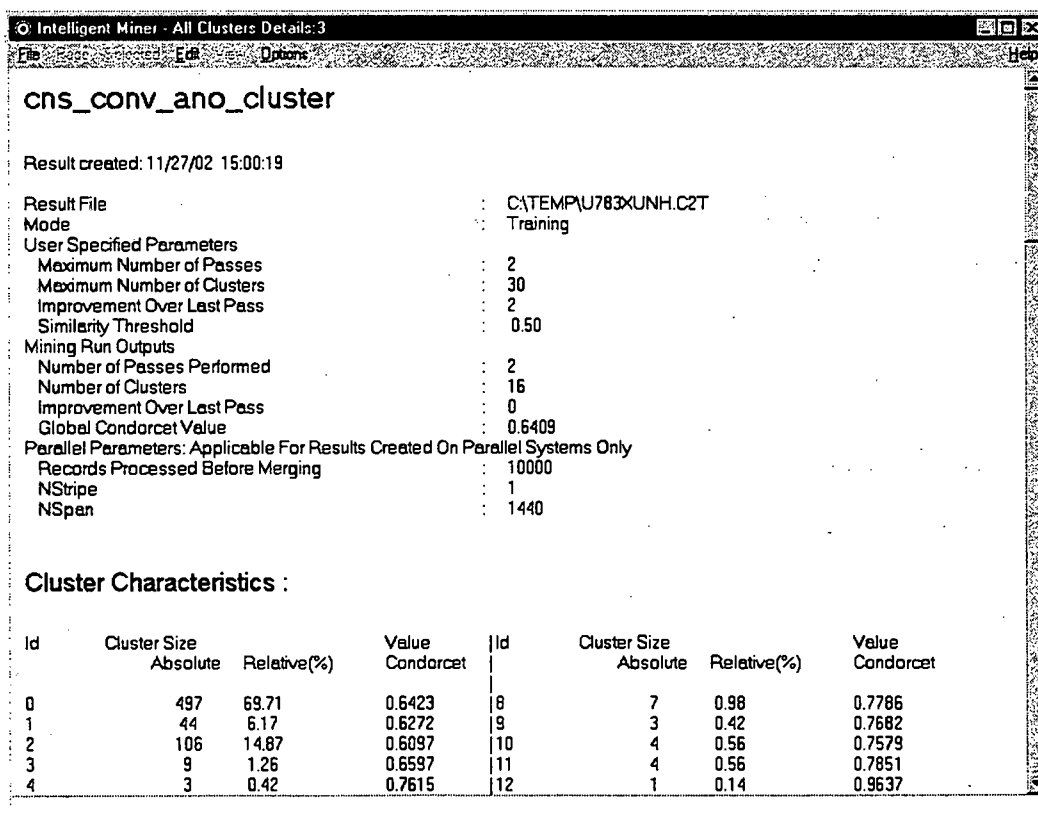 Intelligent Miner - All Clusters Details:3
File Page Selected Edit View Options Help
cns_conv_ano_cluster
Result created: 11/27/02 15:00:19
Result File : C:\TEMP\U783XUNH.C2T
Mode : Training
User Specified Parameters
Maximum Number of Passes : 2
Maximum Number of Clusters : 30
Improvement Over Last Pass : 2
Similarity Threshold : 0.50
Mining Run Outputs
Number of Passes Performed : 2
Number of Clusters : 16
Improvement Over Last Pass : 0
Global Condorcet Value : 0.6409
Parallel Parameters: Applicable For Results Created On Parallel Systems Only
Records Processed Before Merging : 10000
NStripe : 1
NSpan : 1440
Cluster Characteristics :
Id Cluster Size Value | Id Cluster Size Value
Absolute Relative(%) Condorcet | Absolute Relative(%) Condorcet
0 497 69.71 0.6423 | 8 7 0.98 0.7786
1 44 6.17 0.6272 | 9 3 0.42 0.7682
2 106 14.87 0.6097 | 10 4 0.56 0.7579
3 9 1.26 0.6597 | 11 4 0.56 0.7851
4 3 0.42 0.7615 | 12 1 0.14 0.9637